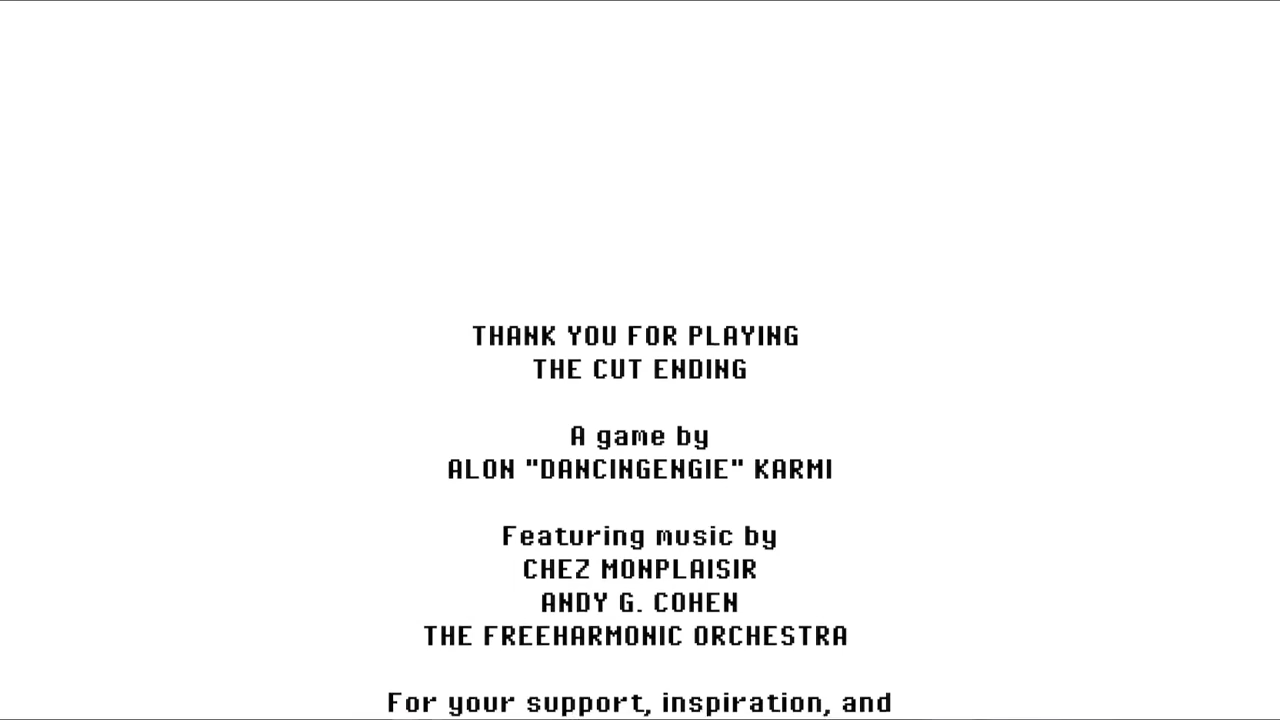 THANK YOU FOR PLAYING
THE CUT ENDING
A game by
ALON "DANCINGENGIE" KARMI
Featuring music by
CHEZ MONPLAISIR
ANDY G. COHEN
THE FREEHARMONIC ORCHESTRA
For your support, inspiration, and